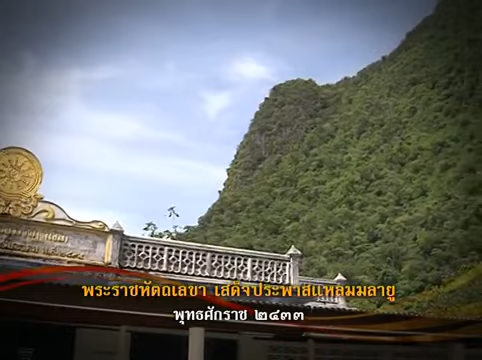 พระราชหัตถเลขา เสด็จประพาสแหลมมลายู
พุทธศักราช ๒๔๓๓